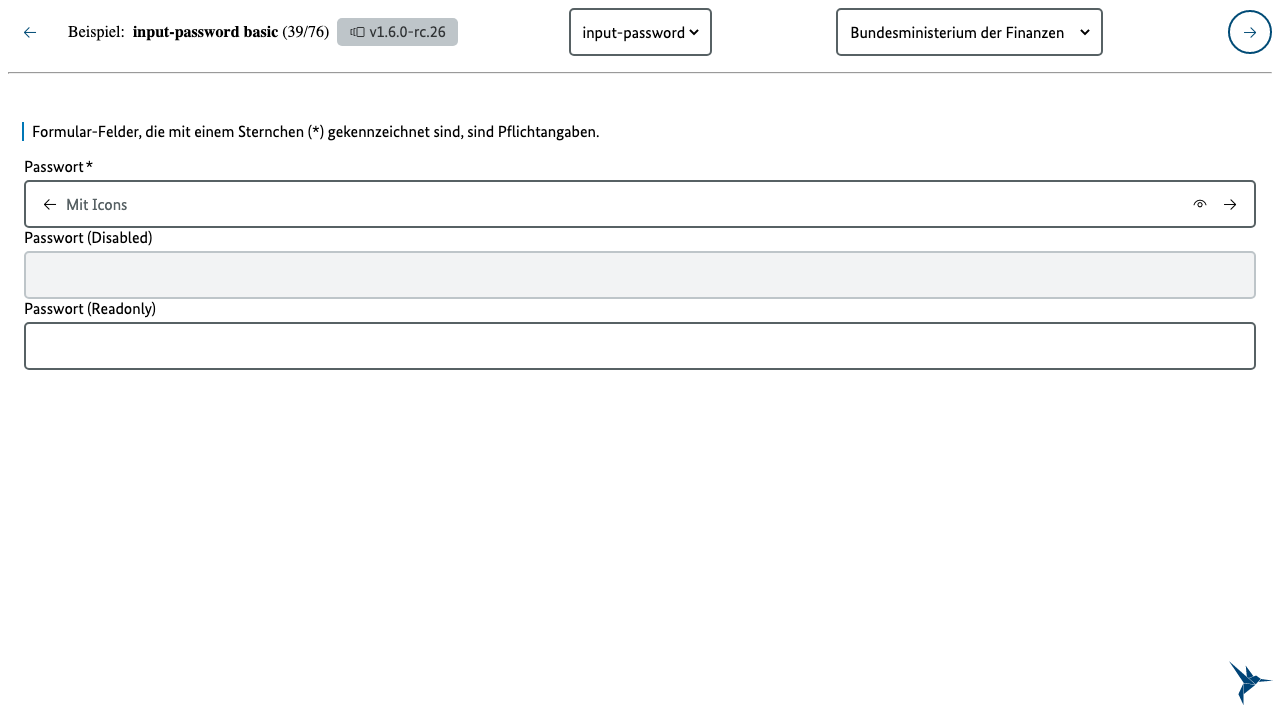 Beispiel: input-password basic (39/76) v1.6.0-rc.26 input-password Bundesministerium der Finanzen
Formular-Felder, die mit einem Sternchen (*) gekennzeichnet sind, sind Pflichtangaben.
Passwort*
Mit Icons
Passwort (Disabled)
Passwort (Readonly)